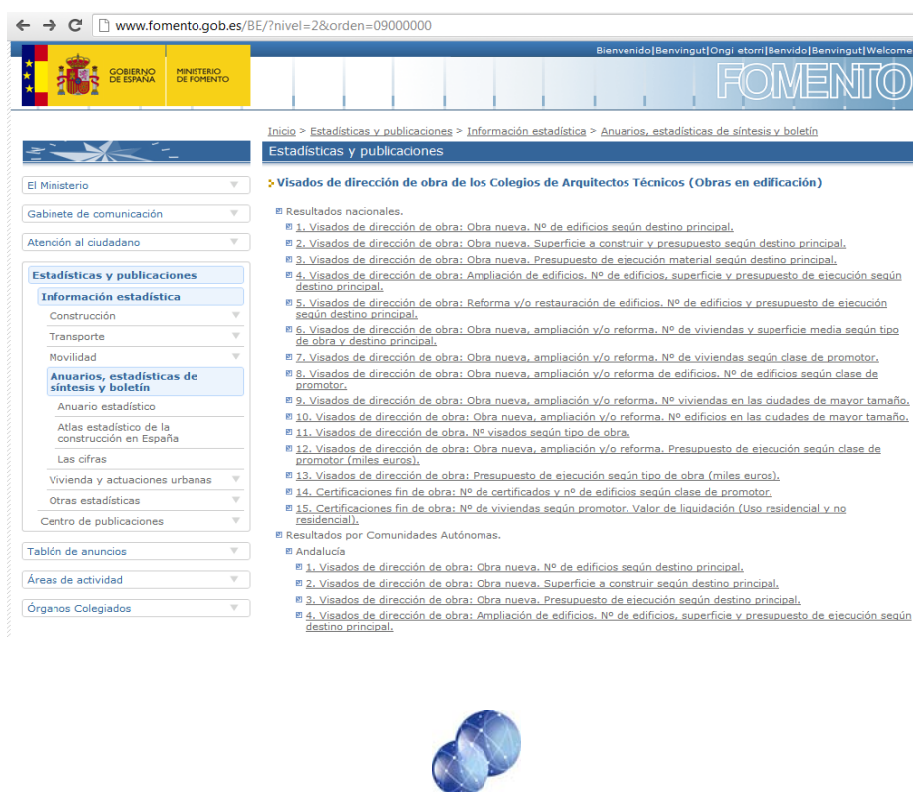 www.fomento.gob.es/BE/?nivel=2&orden=09000000
Bienvenido|Benvingut|Ongi etorri|Benvido|Benvingut|Welcome
GOBIERNO
DE ESPAÑA
MINISTERIO
DE FOMENTO
FOMENTO
Inicio > Estadísticas y publicaciones > Información estadística > Anuarios, estadísticas de síntesis y boletín
Estadísticas y publicaciones
El Ministerio
Gabinete de comunicación
Atención al ciudadano
Estadísticas y publicaciones
Información estadística
Construcción
Transporte
Movilidad
Anuarios, estadísticas de
síntesis y boletín
Anuario estadístico
Atlas estadístico de la
construcción en España
Las cifras
Vivienda y actuaciones urbanas
Otras estadísticas
Centro de publicaciones
Tablón de anuncios
Áreas de actividad
Órganos Colegiados
Visados de dirección de obra de los Colegios de Arquitectos Técnicos (Obras en edificación)
Resultados nacionales.
1. Visados de dirección de obra: Obra nueva. Nº de edificios según destino principal.
2. Visados de dirección de obra: Obra nueva. Superficie a construir y presupuesto según destino principal.
3. Visados de dirección de obra: Obra nueva. Presupuesto de ejecución material según destino principal.
4. Visados de dirección de obra: Ampliación de edificios. Nº de edificios, superficie y presupuesto de ejecución según
destino principal.
5. Visados de dirección de obra: Reforma y/o restauración de edificios. Nº de edificios y presupuesto de ejecución
según destino principal.
6. Visados de dirección de obra: Obra nueva, ampliación y/o reforma. Nº de viviendas y superficie media según tipo
de obra y destino principal.
7. Visados de dirección de obra: Obra nueva, ampliación y/o reforma. Nº de viviendas según clase de promotor.
8. Visados de dirección de obra: Obra nueva, ampliación y/o reforma de edificios. Nº de edificios según clase de
promotor.
9. Visados de dirección de obra: Obra nueva, ampliación y/o reforma. Nº viviendas en las ciudades de mayor tamaño.
10. Visados de dirección de obra: Obra nueva, ampliación y/o reforma. Nº edificios en las ciudades de mayor tamaño.
11. Visados de dirección de obra. Nº visados según tipo de obra.
12. Visados de dirección de obra: Obra nueva, ampliación y/o reforma. Presupuesto de ejecución según clase de
promotor (miles euros).
13. Visados de dirección de obra: Presupuesto de ejecución según tipo de obra (miles euros).
14. Certificaciones fin de obra: Nº de certificados y nº de edificios según clase de promotor.
15. Certificaciones fin de obra: Nº de viviendas según promotor. Valor de liquidación (Uso residencial y no
residencial).
Resultados por Comunidades Autónomas.
Andalucía
1. Visados de dirección de obra: Obra nueva. Nº de edificios según destino principal.
2. Visados de dirección de obra: Obra nueva. Superficie a construir según destino principal.
3. Visados de dirección de obra: Obra nueva. Presupuesto de ejecución según destino principal.
4. Visados de dirección de obra: Ampliación de edificios. Nº de edificios, superficie y presupuesto de ejecución según
destino principal.